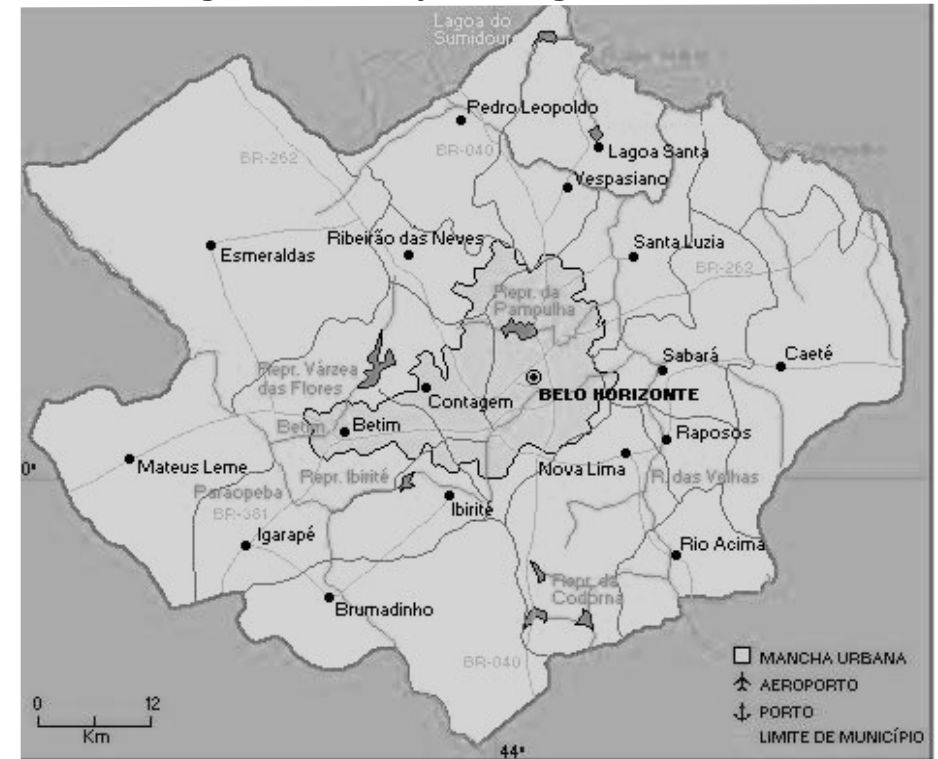 Lagoa do
Sumidour
Pedro Leopoldo
BR-262
BR-040
Lagoa Santa
Vespasiano
Ribeirão das Neves
Santa Luzia
Esmeraldas
BR-262
Repr. da
Pampulha
Repr. Várzea
das Flores
Sabará
Caeté
Contagem
BELO HORIZONTE
Betim
Betim
Raposos
Mateus Leme
Repr. Ibirité
Nova Lima
R. das Velhas
0°
Paraopeba
BR-381
Ibirité
Igarapé
Rio Acima
Repr. da
Codorna
Brumadinho
BR-040
MANCHA URBANA
AEROPORTO
PORTO
LIMITE DE MUNICÍPIO
0 12
Km
44°